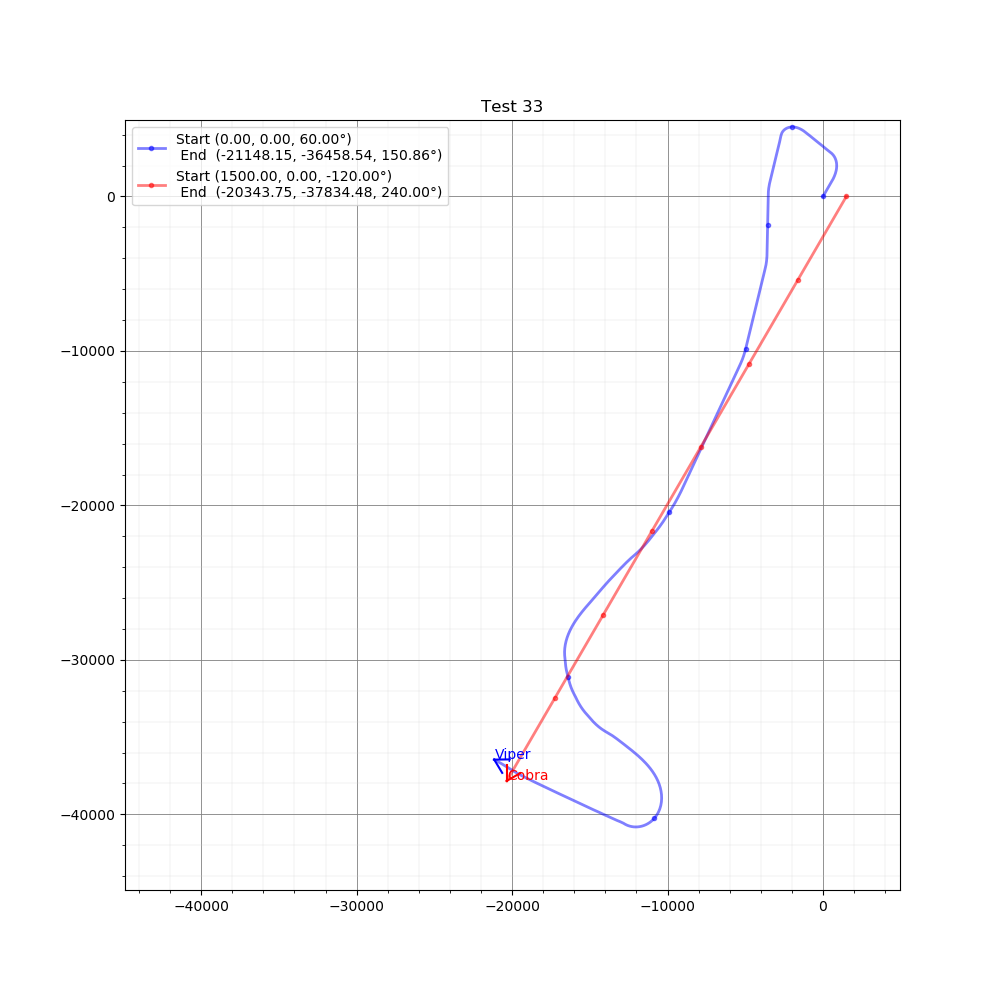 Test 33
Start (0.00, 0.00, 60.00°)
End (-21148.15, -36458.54, 150.86°)
Start (1500.00, 0.00, -120.00°)
End (-20343.75, -37834.48, 240.00°)
0
−10000
−20000
−30000
−40000
Viper
Cobra
−40000
−30000
−20000
−10000
0